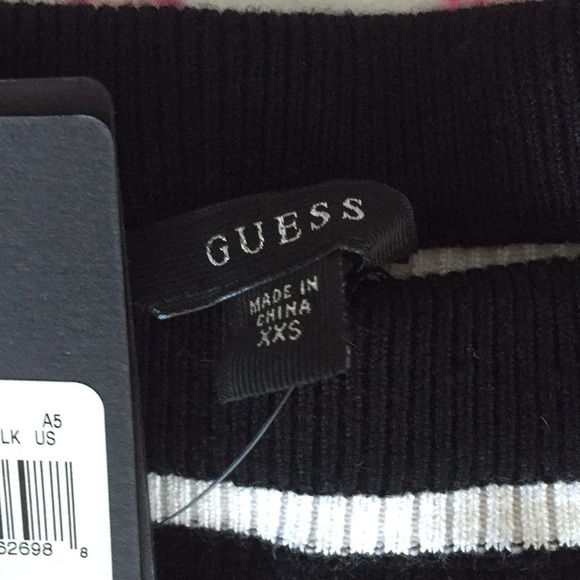 GUESS
MADE IN
CHINA
XXS
A5
LK US
62698 8